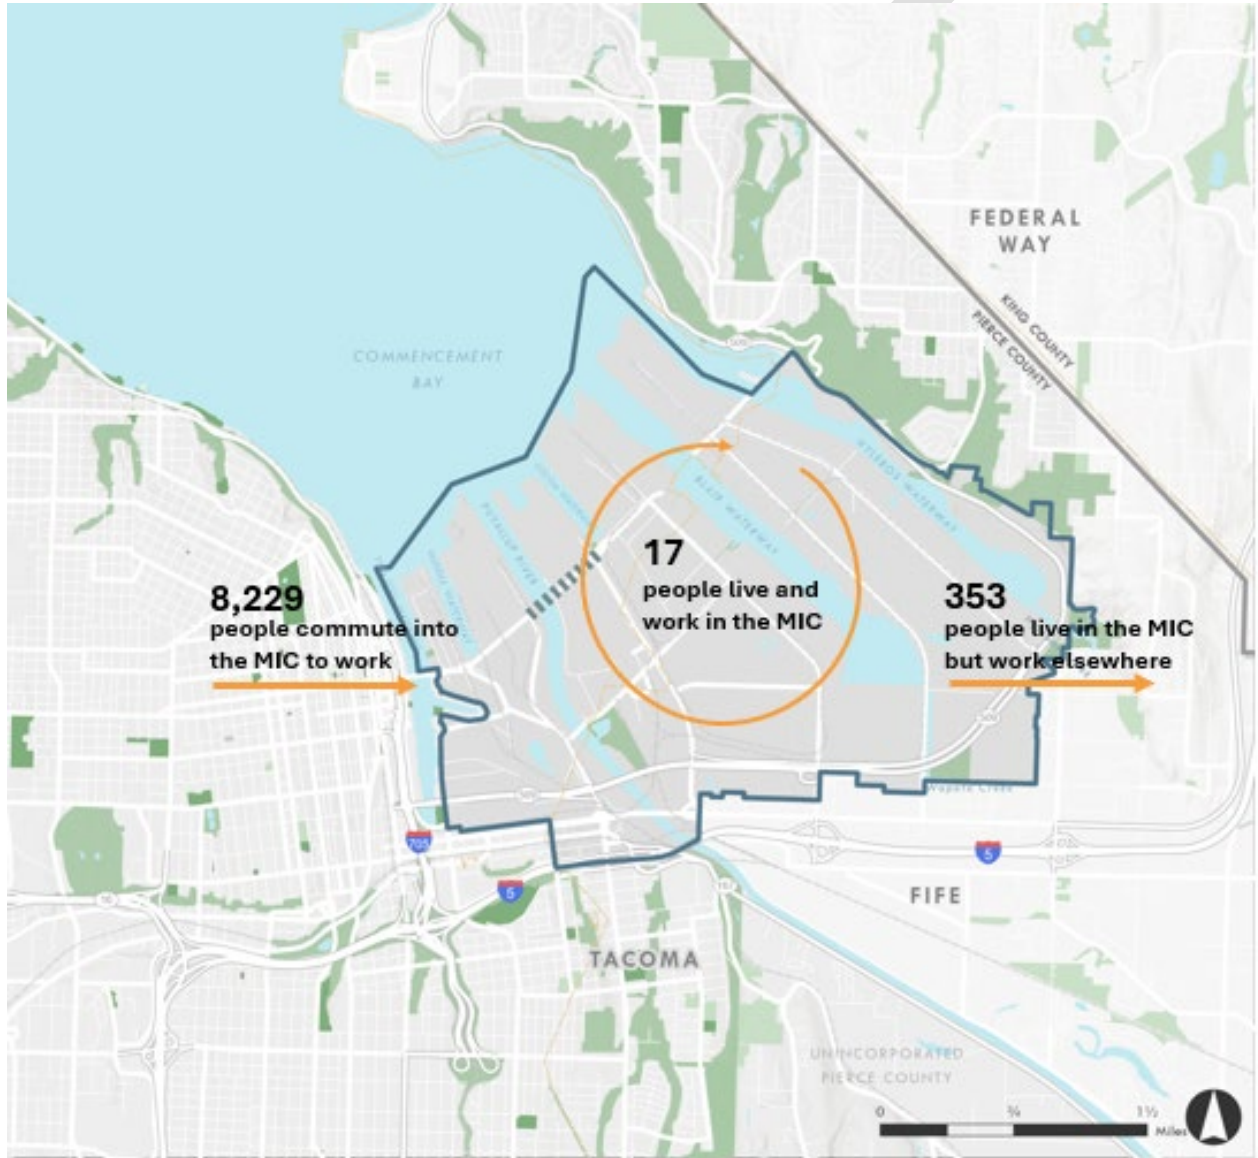 FEDERAL
WAY
KING COUNTY
PIERCE COUNTY
COMMENCEMENT
BAY
HYLEBOS WATERWAY
BLAIR WATERWAY
PUYALLUP RIVER
17
people live and
work in the MIC
8,229
people commute into
the MIC to work
353
people live in the MIC
but work elsewhere
Wapato Creek
705
5
5
FIFE
TACOMA
UNINCORPORATED
PIERCE COUNTY
0 ¾ 1½
Miles